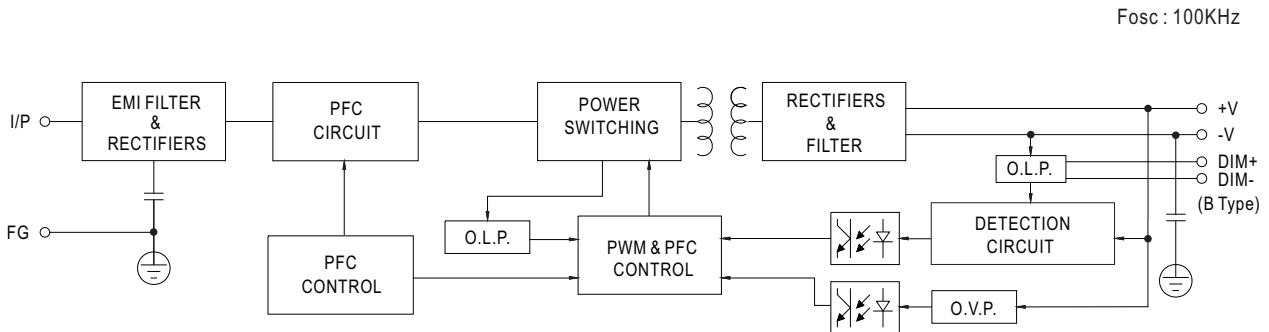 Fosc : 100KHz
I/P
EMI FILTER
&
RECTIFIERS
PFC
CIRCUIT
POWER
SWITCHING
RECTIFIERS
&
FILTER
+V
-V
DIM+
DIM-
(B Type)
O.L.P.
FG
PFC
CONTROL
O.L.P.
PWM & PFC
CONTROL
DETECTION
CIRCUIT
O.V.P.